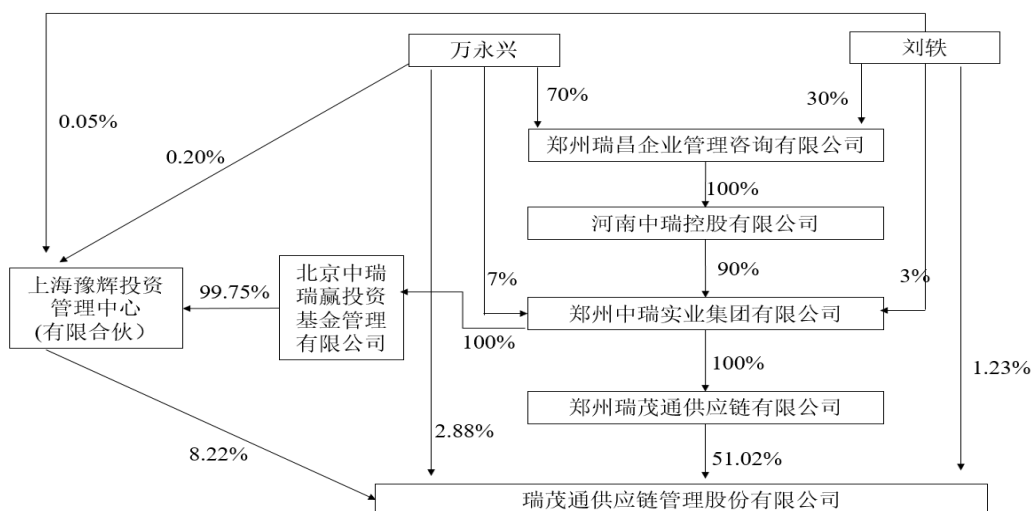 万永兴
刘轶
70%
30%
0.05%
郑州瑞昌企业管理咨询有限公司
0.20%
100%
河南中瑞控股有限公司
90%
上海豫辉投资
管理中心
(有限合伙）
99.75%
北京中瑞
瑞赢投资
基金管理
有限公司
7%
3%
郑州中瑞实业集团有限公司
100%
100%
1.23%
郑州瑞茂通供应链有限公司
2.88%
8.22%
51.02%
瑞茂通供应链管理股份有限公司